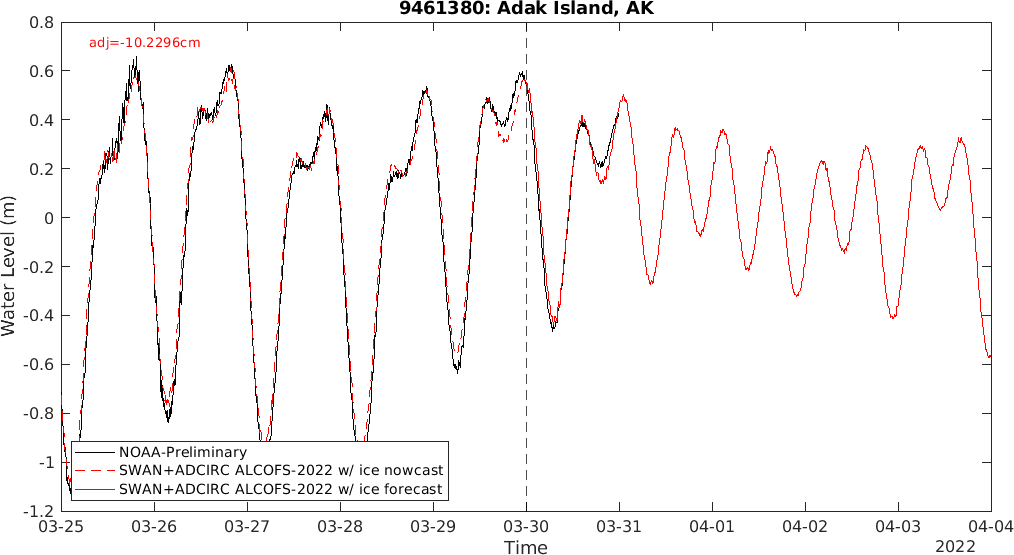 9461380: Adak Island, AK
adj=-10.2296cm
0.8
0.6
0.4
0.2
0
-0.2
-0.4
-0.6
-0.8
-1
-1.2
Water Level (m)
NOAA-Preliminary
SWAN+ADCIRC ALCOFS-2022 w/ ice nowcast
SWAN+ADCIRC ALCOFS-2022 w/ ice forecast
03-25 03-26 03-27 03-28 03-29 03-30 03-31 04-01 04-02 04-03 04-04
Time
2022